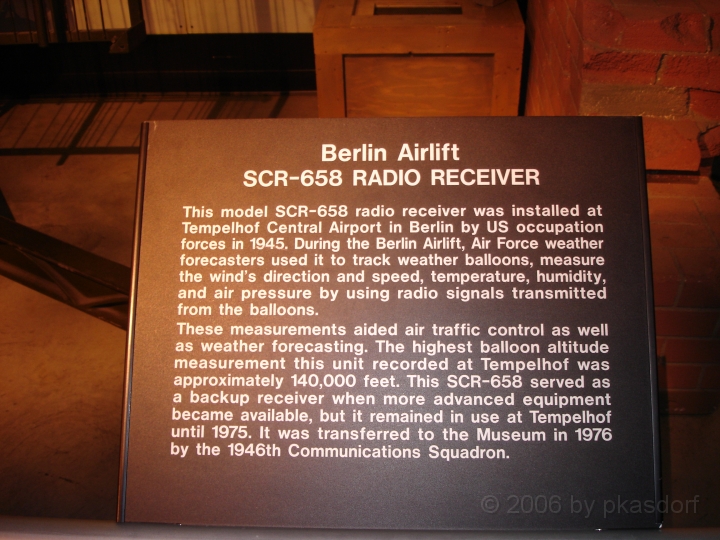 Berlin Airlift
SCR-658 RADIO RECEIVER
This model SCR-658 radio receiver was installed at
Tempelhof Central Airport in Berlin by US occupation
forces in 1945. During the Berlin Airlift, Air Force weather
forecasters used it to track weather balloons, measure
the wind's direction and speed, temperature, humidity,
and air pressure by using radio signals transmitted
from the balloons.
These measurements aided air traffic control as well
as weather forecasting. The highest balloon altitude
measurement this unit recorded at Tempelhof was
approximately 140,000 feet. This SCR-658 served as
a backup receiver when more advanced equipment
became available, but it remained in use at Tempelhof
until 1975. It was transferred to the Museum in 1976
by the 1946th Communications Squadron.
© 2006 by pkasdorf